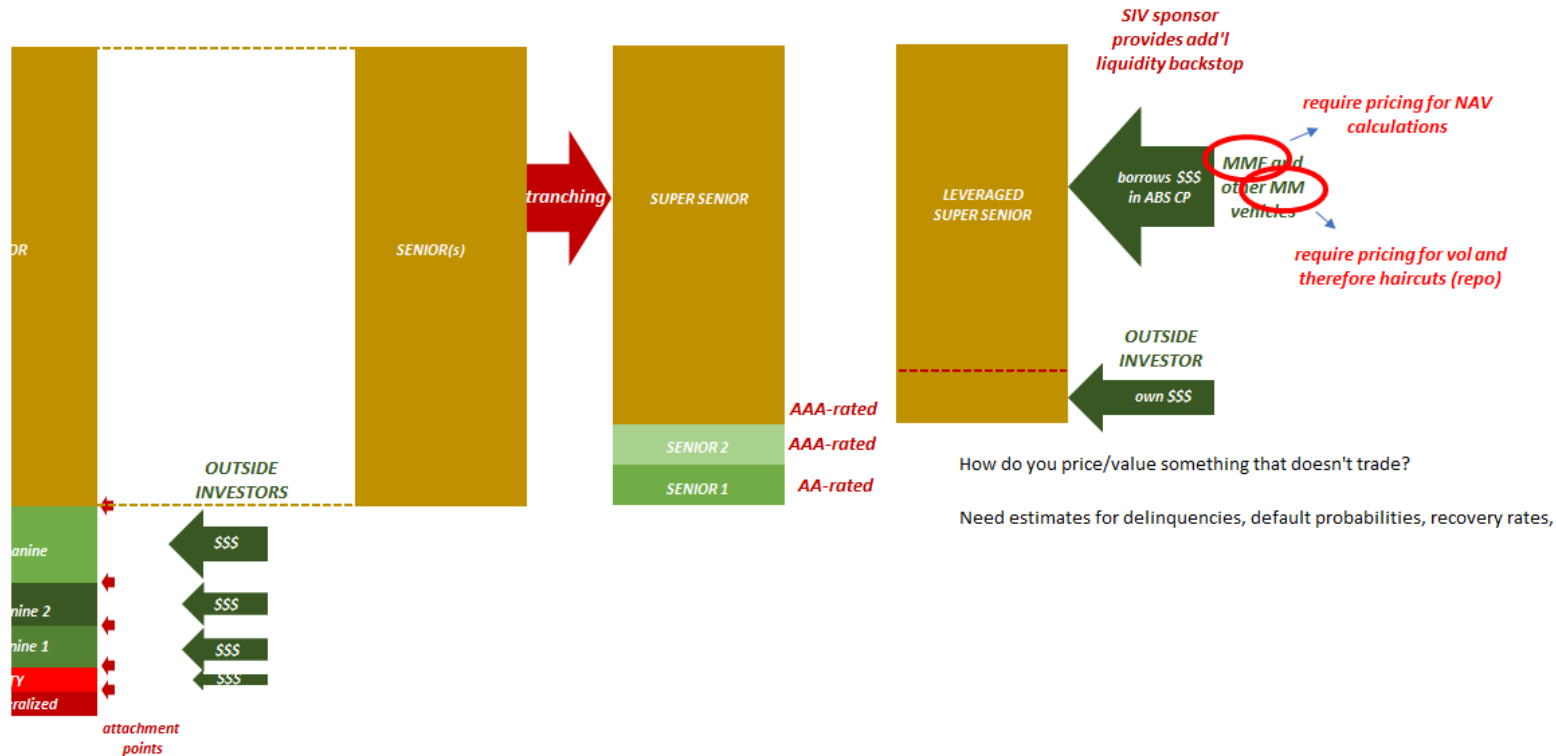 SIV sponsor
provides add'l
liquidity backstop
require pricing for NAV
calculations
borrows $$$
in ABS CP
MMF and
other MM
vehicles
require pricing for vol and
therefore haircuts (repo)
tranching
OR
SENIOR(s)
SUPER SENIOR
LEVERAGED
SUPER SENIOR
OUTSIDE
INVESTOR
own $$$
AAA-rated
SENIOR 2
AAA-rated
SENIOR 1
AA-rated
How do you price/value something that doesn't trade?
Need estimates for delinquencies, default probabilities, recovery rates,
OUTSIDE
INVESTORS
anine
$$$
nine 2
$$$
nine 1
$$$
TY
$$$
ralized
attachment
points